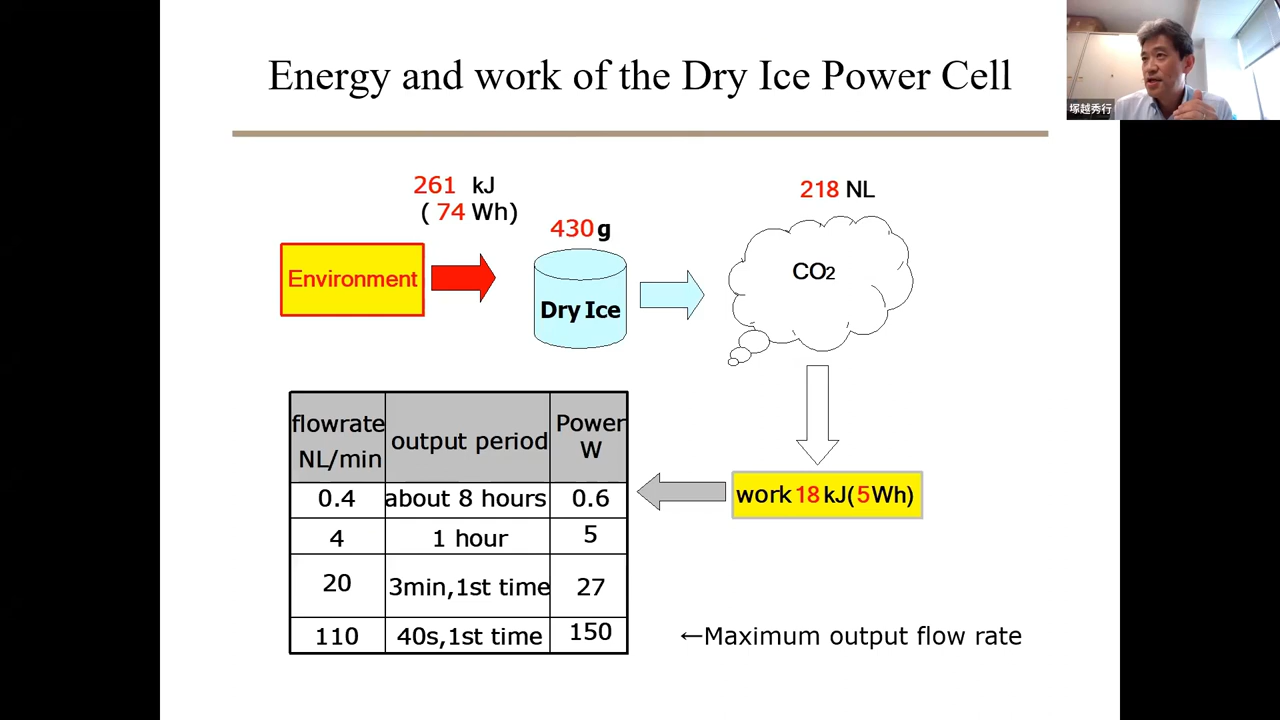 Energy and work of the Dry Ice Power Cell
塚越秀行
261 kJ
( 74 Wh)
430g
218 NL
Environment
Dry Ice
CO2
flowrate NL/min output period Power W
0.4 about 8 hours 0.6
4 1 hour 5
20 3min,1st time 27
110 40s,1st time 150
work 18 kJ(5Wh)
←Maximum output flow rate